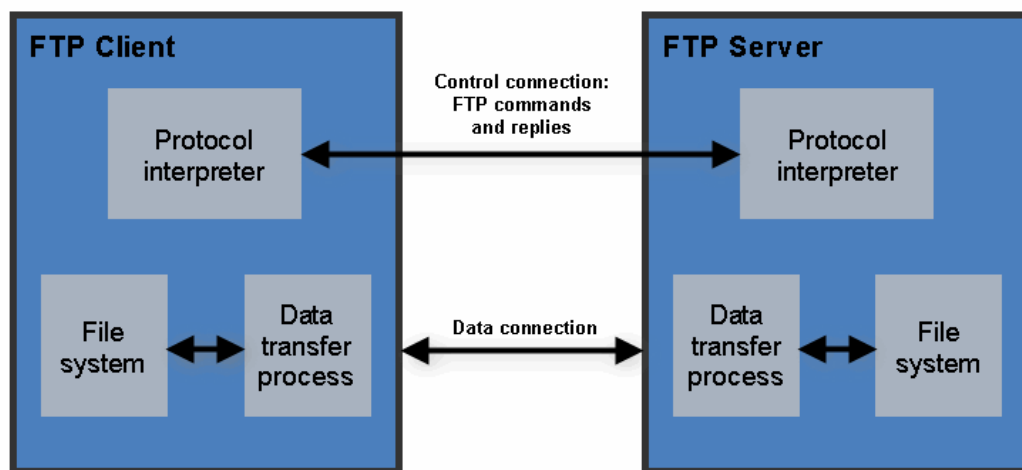 FTP Client
FTP Server
Control connection:
FTP commands
and replies
Protocol
interpreter
Protocol
interpreter
File
system
Data
transfer
process
Data connection
Data
transfer
process
File
system